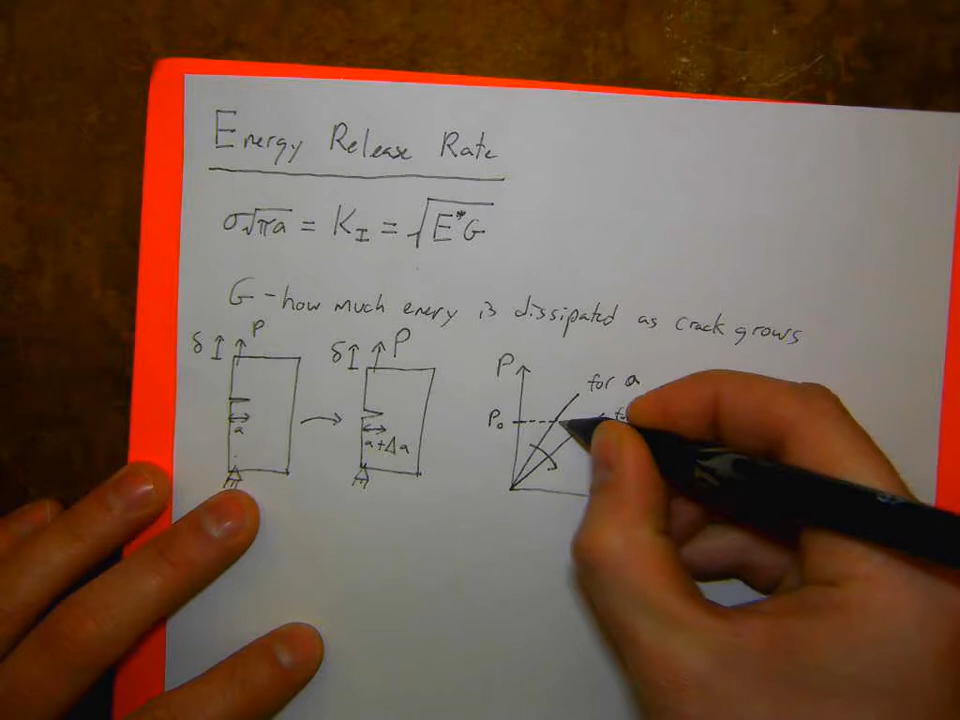 Energy Release Rate
σ√πa = K_I = √E*G
G - how much enery is dissipated as crack grows
δ P δ P P for a
P₀
a a+Δa